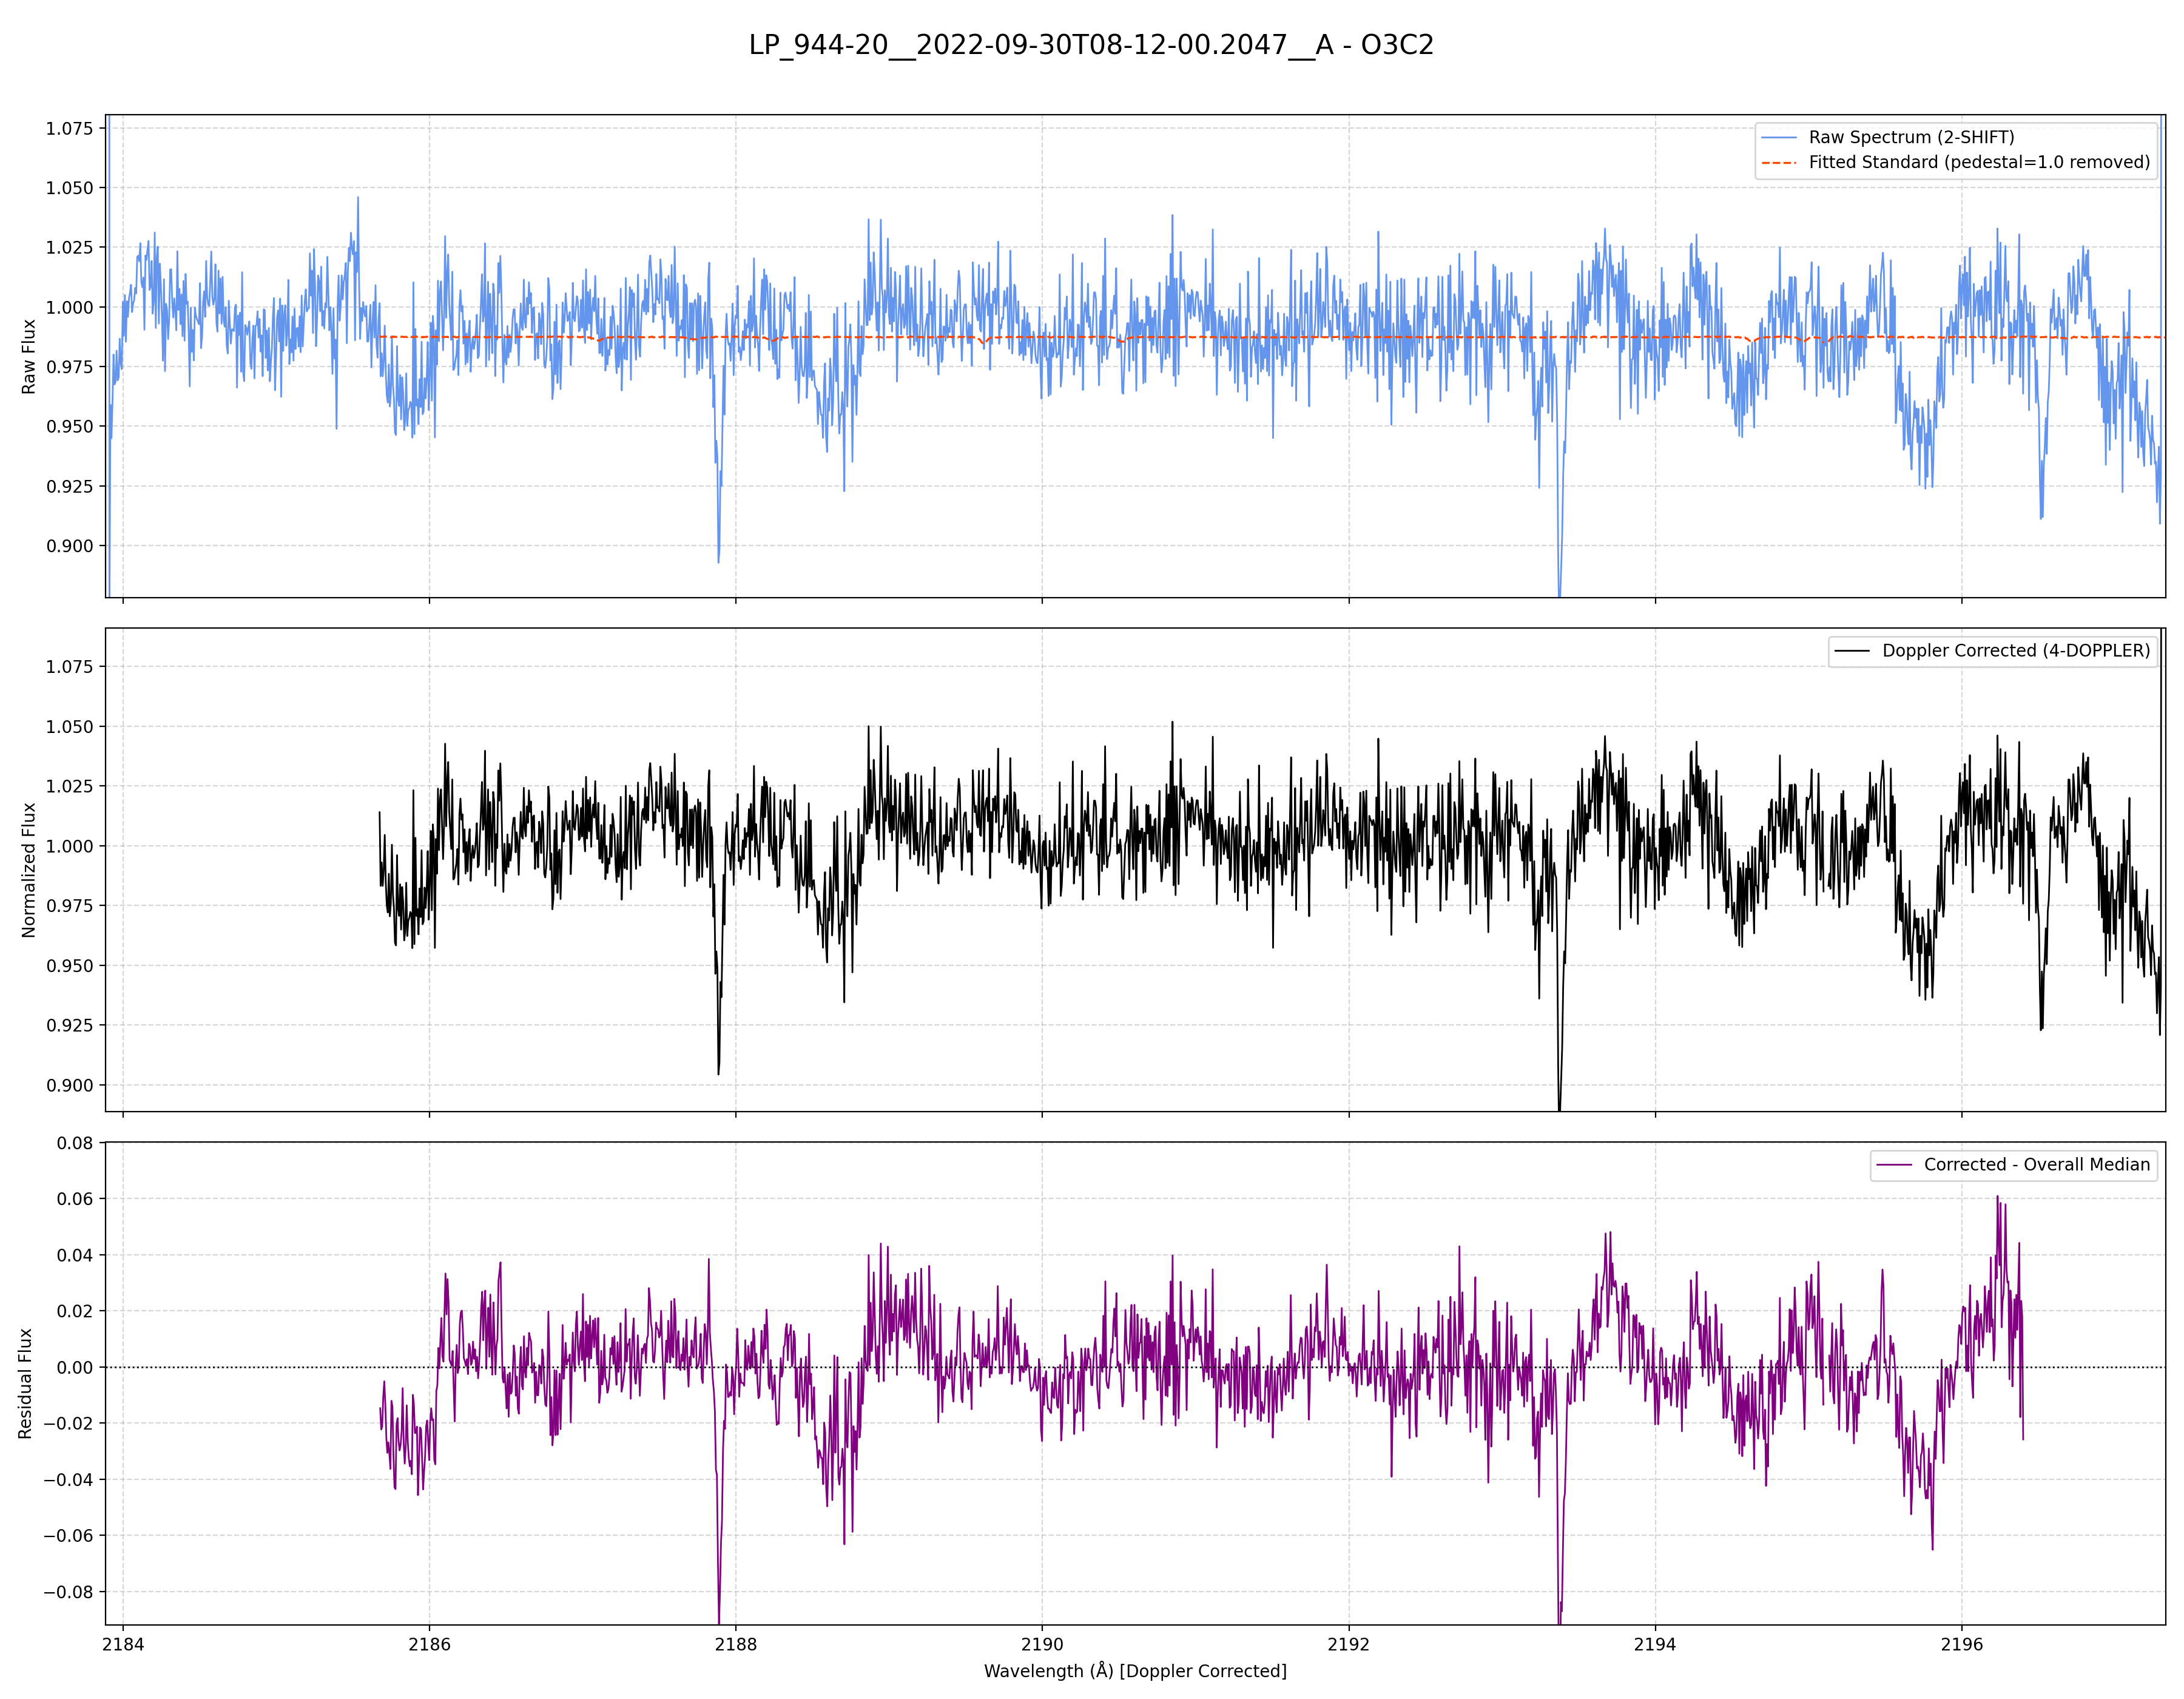 LP_944-20__2022-09-30T08-12-00.2047__A - O3C2
1.075
1.050
1.025
1.000
0.975
0.950
0.925
0.900
Raw Flux
Raw Spectrum (2-SHIFT)
Fitted Standard (pedestal=1.0 removed)
1.075
1.050
1.025
1.000
0.975
0.950
0.925
0.900
Normalized Flux
Doppler Corrected (4-DOPPLER)
0.08
0.06
0.04
0.02
0.00
−0.02
−0.04
−0.06
−0.08
Residual Flux
Corrected - Overall Median
2184 2186 2188 2190 2192 2194 2196
Wavelength (Å) [Doppler Corrected]